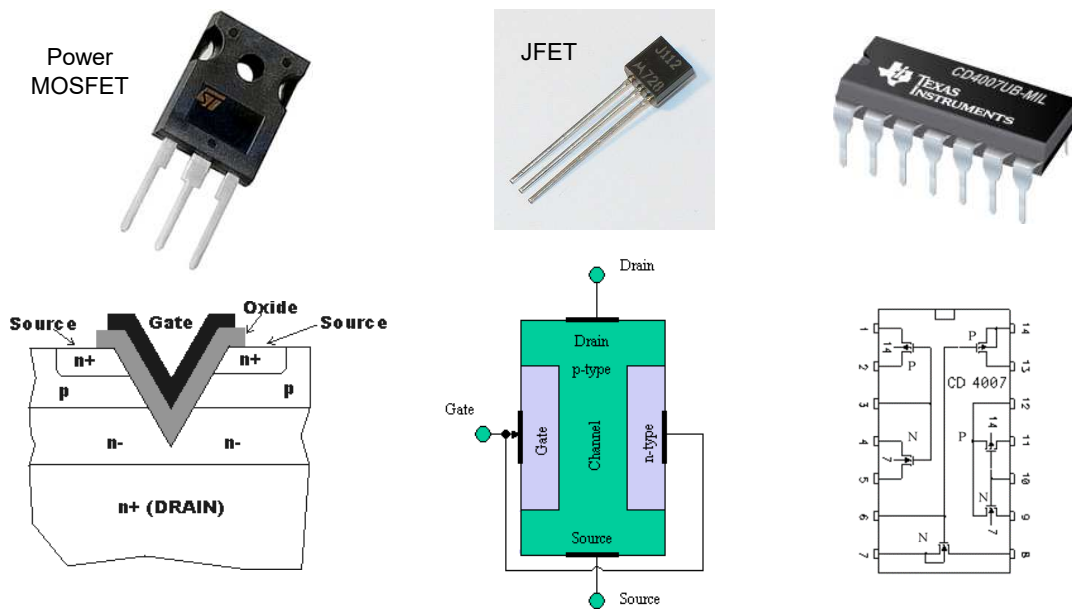 Power
MOSFET
ST
JFET
J112
M728
CD4007UB-MIL
TEXAS
INSTRUMENTS
Source
Gate
Oxide
Source
n+
n+
p
p
n-
n-
n+ (DRAIN)
Drain
Drain
p-type
Gate
Gate
Channel
n-type
Source
Source
1
14
14
P
P
2
13
CD 4007
3
12
4
N
P
14
11
7
5
10
6
N
9
7
N
7
8